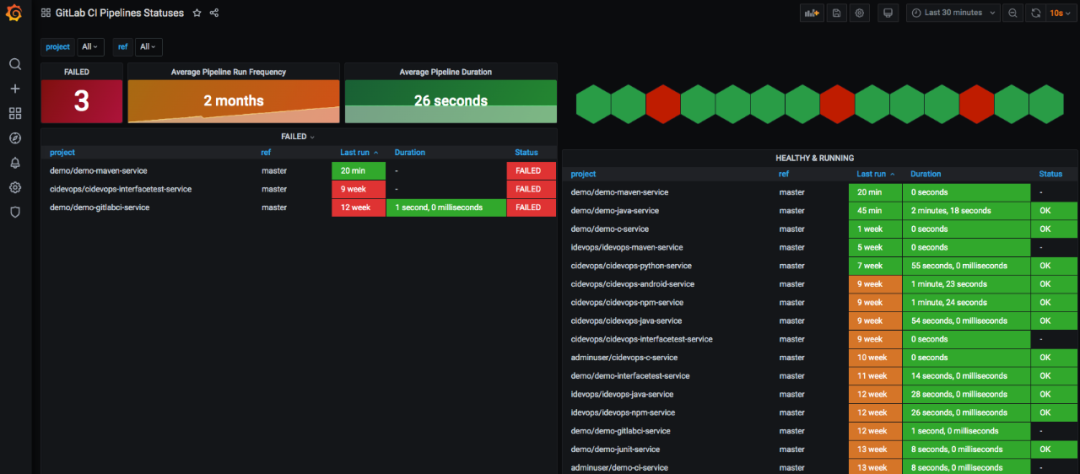 GitLab CI Pipelines Statuses
Last 30 minutes
10s
project All ref All
FAILED
3
Average Pipeline Run Frequency
2 months
Average Pipeline Duration
26 seconds
FAILED
project ref Last run Duration Status
demo/demo-maven-service master 20 min - FAILED
cidevops/cidevops-interfacetest-service master 9 week - FAILED
demo/demo-gitlabci-service master 12 week 1 second, 0 milliseconds FAILED
HEALTHY & RUNNING
project ref Last run Duration Status
demo/demo-maven-service master 20 min 0 seconds -
demo/demo-java-service master 45 min 2 minutes, 18 seconds OK
demo/demo-c-service master 1 week 0 seconds OK
idevops/idevops-maven-service master 5 week 0 seconds -
cidevops/cidevops-python-service master 7 week 55 seconds, 0 milliseconds OK
cidevops/cidevops-android-service master 9 week 1 minute, 23 seconds OK
cidevops/cidevops-npm-service master 9 week 1 minute, 24 seconds OK
cidevops/cidevops-java-service master 9 week 54 seconds, 0 milliseconds OK
cidevops/cidevops-interfacetest-service master 9 week 0 seconds -
adminuser/cidevops-c-service master 10 week 0 seconds OK
demo/demo-interfacetest-service master 11 week 14 seconds, 0 milliseconds OK
idevops/idevops-java-service master 12 week 28 seconds, 0 milliseconds OK
idevops/idevops-npm-service master 12 week 26 seconds, 0 milliseconds OK
demo/demo-gitlabci-service master 12 week 1 second, 0 milliseconds -
demo/demo-junit-service master 13 week 8 seconds, 0 milliseconds OK
adminuser/demo-ci-service master 13 week 8 seconds, 0 milliseconds OK